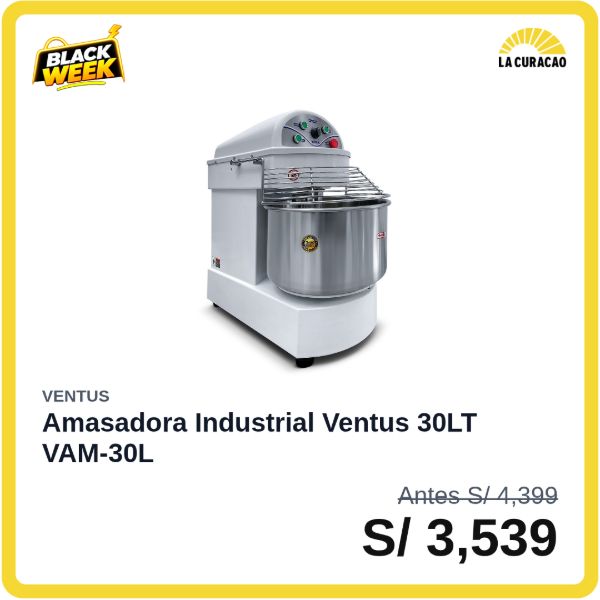 BLACK
WEEK
LA CURACAO
VENTUS
Amasadora Industrial Ventus 30LT
VAM-30L
Antes S/ 4,399
S/ 3,539